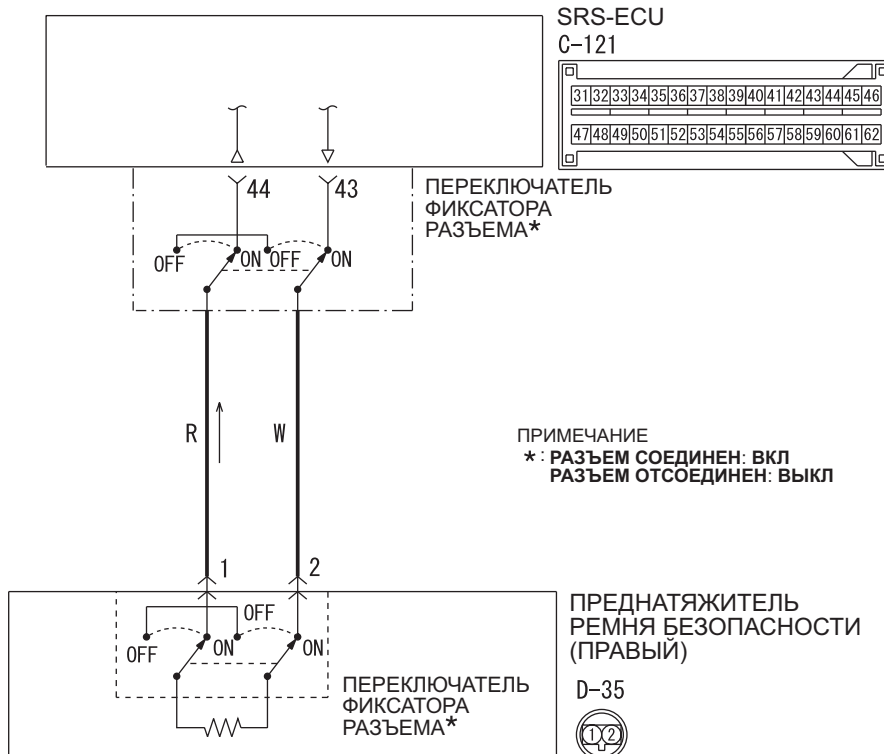 SRS-ECU
C-121
31 32 33 34 35 36 37 38 39 40 41 42 43 44 45 46
47 48 49 50 51 52 53 54 55 56 57 58 59 60 61 62
44 43
ПЕРЕКЛЮЧАТЕЛЬ
ФИКСАТОРА
РАЗЪЕМА*
OFF ON OFF ON
R W
ПРИМЕЧАНИЕ
*: РАЗЪЕМ СОЕДИНЕН: ВКЛ
РАЗЪЕМ ОТСОЕДИНЕН: ВЫКЛ
1 2
OFF ON OFF ON
ПЕРЕКЛЮЧАТЕЛЬ
ФИКСАТОРА
РАЗЪЕМА*
ПРЕДНАТЯЖИТЕЛЬ
РЕМНЯ БЕЗОПАСНОСТИ
(ПРАВЫЙ)
D-35
1 2